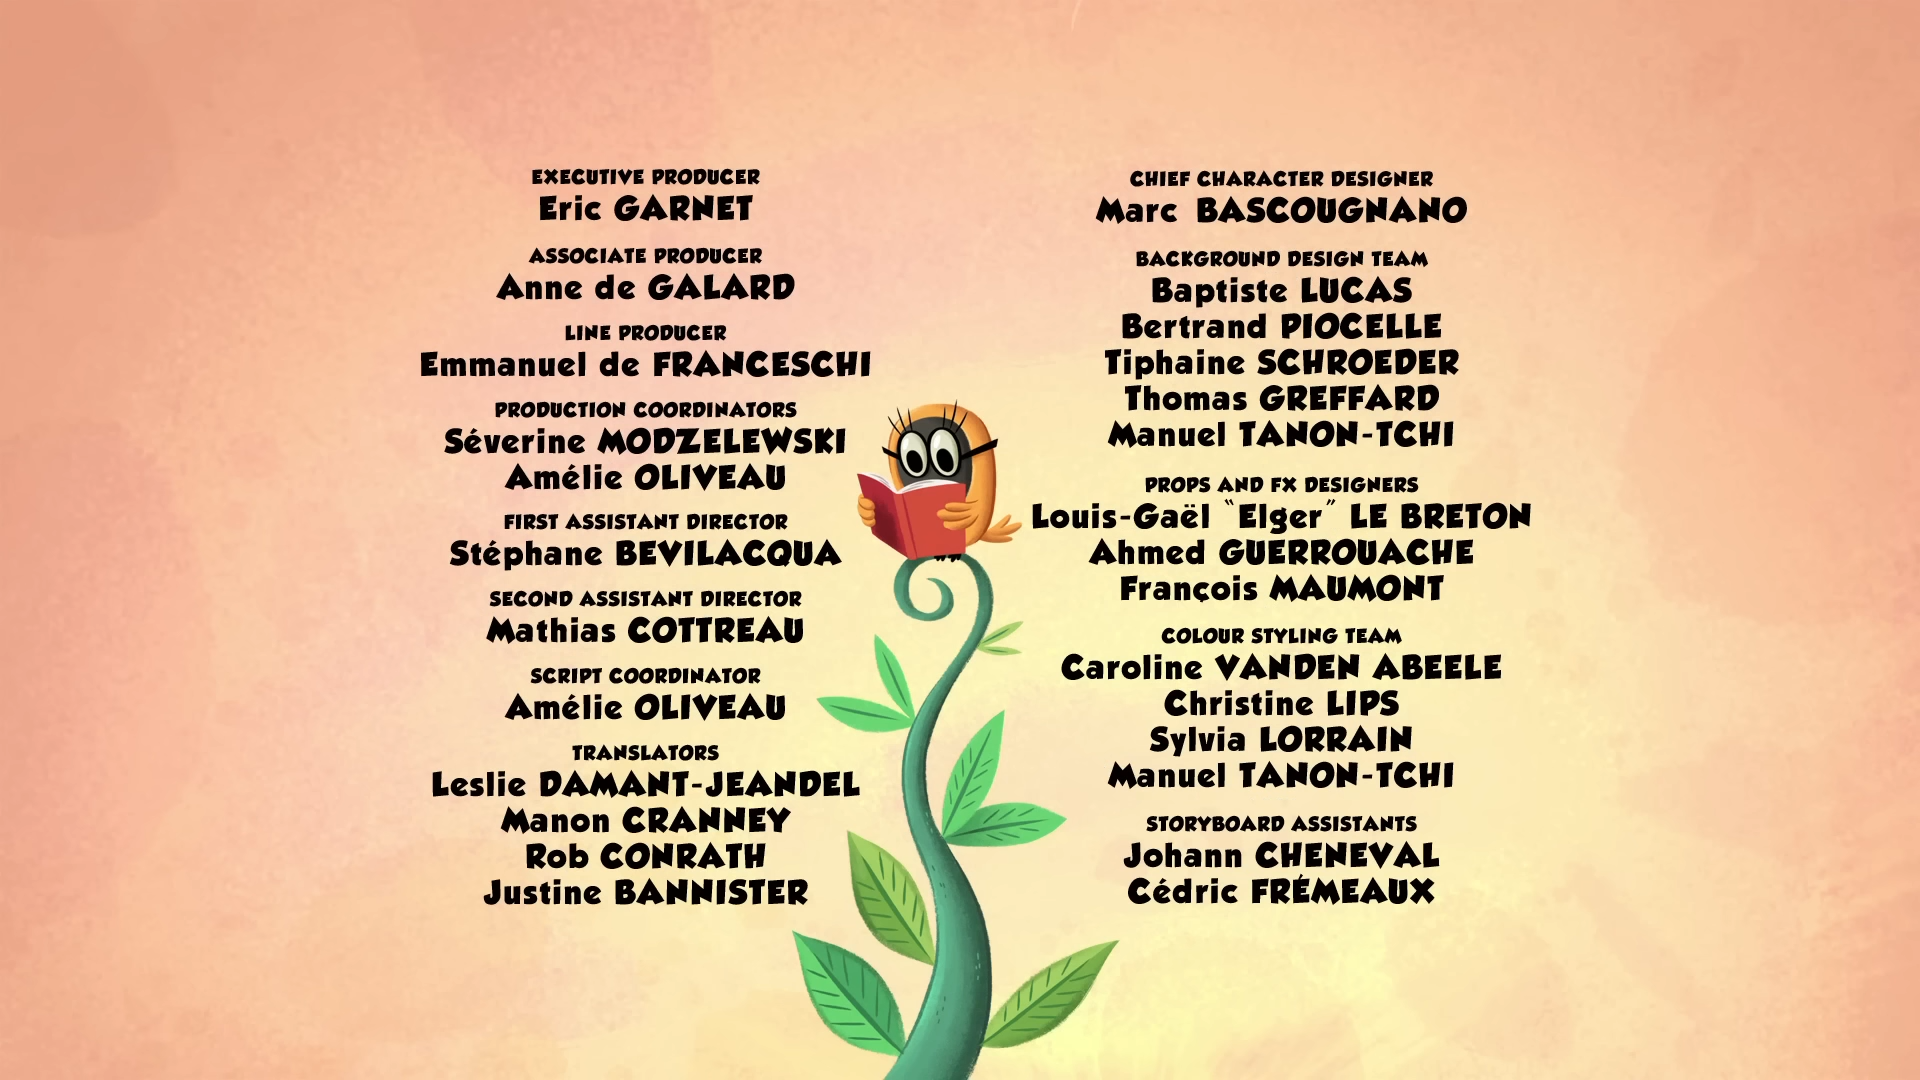 EXECUTIVE PRODUCER
Eric GARNET
ASSOCIATE PRODUCER
Anne de GALARD
LINE PRODUCER
Emmanuel de FRANCESCHI
PRODUCTION COORDINATORS
Séverine MODZELEWSKI
Amélie OLIVEAU
FIRST ASSISTANT DIRECTOR
Stéphane BEVILACQUA
SECOND ASSISTANT DIRECTOR
Mathias COTTREAU
SCRIPT COORDINATOR
Amélie OLIVEAU
TRANSLATORS
Leslie DAMANT-JEANDEL
Manon CRANNEY
Rob CONRATH
Justine BANNISTER
CHIEF CHARACTER DESIGNER
Marc BASCOUGNANO
BACKGROUND DESIGN TEAM
Baptiste LUCAS
Bertrand PIOCELLE
Tiphaine SCHROEDER
Thomas GREFFARD
Manuel TANON-TCHI
PROPS AND FX DESIGNERS
Louis-Gaël "Elger" LE BRETON
Ahmed GUERROUACHE
François MAUMONT
COLOUR STYLING TEAM
Caroline VANDEN ABEELE
Christine LIPS
Sylvia LORRAIN
Manuel TANON-TCHI
STORYBOARD ASSISTANTS
Johann CHENEVAL
Cédric FRÉMEAUX